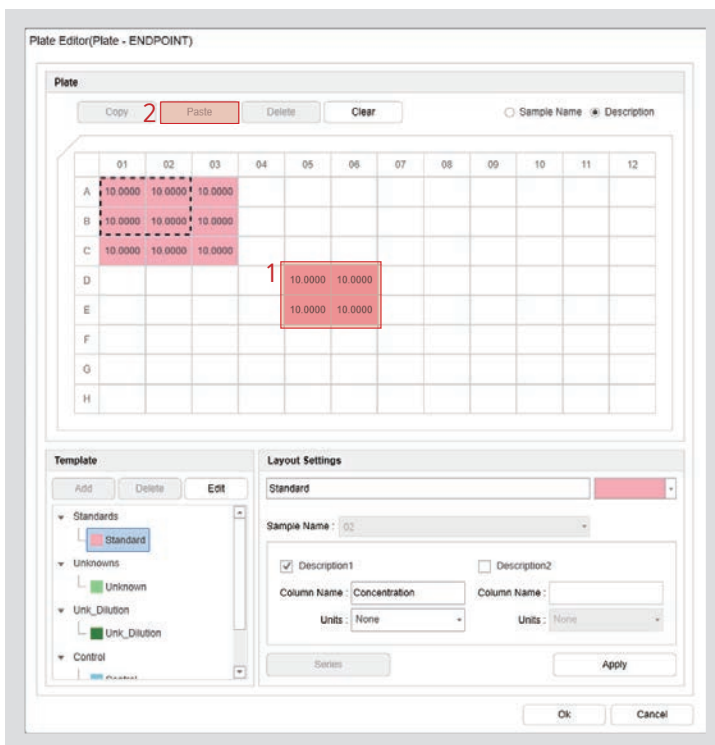 Plate Editor(Plate - ENDPOINT)
Plate
Copy 2 Paste Delete Clear Sample Name Description
01 02 03 04 05 06 07 08 09 10 11 12
A 10.0000 10.0000 10.0000
B 10.0000 10.0000 10.0000
C 10.0000 10.0000 10.0000
1
D 10.0000 10.0000
E 10.0000 10.0000
F
G
H
Template
Add Delete Edit
Standards
Standard
Unknowns
Unknown
Unk_Dilution
Unk_Dilution
Control
Control
Layout Settings
Standard
Sample Name : 02
Description1 Description2
Column Name : Concentration Column Name :
Units : None Units : None
Series Apply
Ok Cancel